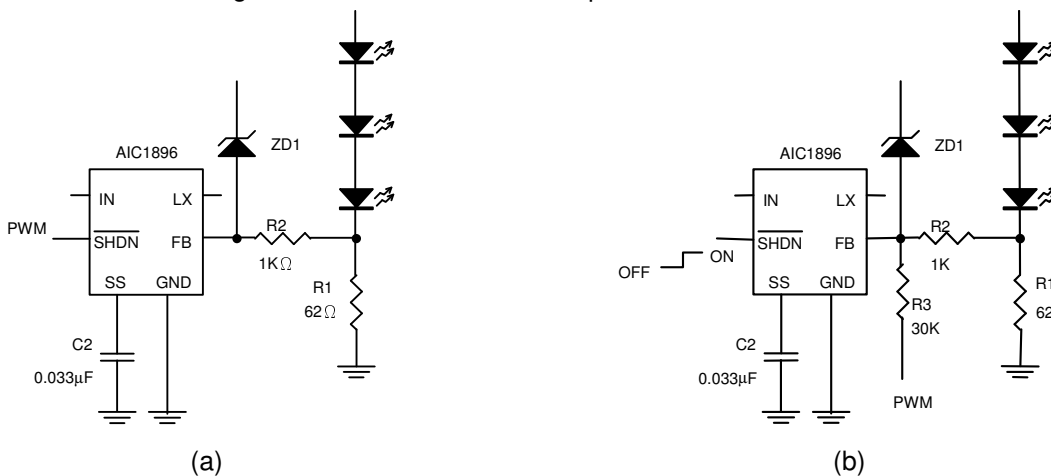 AIC1896
ZD1
IN
LX
PWM
SHDN
FB
R2
1KΩ
SS
GND
R1
62Ω
C2
0.033μF
(a)
AIC1896
ZD1
IN
LX
OFF
ON
SHDN
FB
R2
1K
SS
GND
R3
30K
R1
62
C2
0.033μF
PWM
(b)